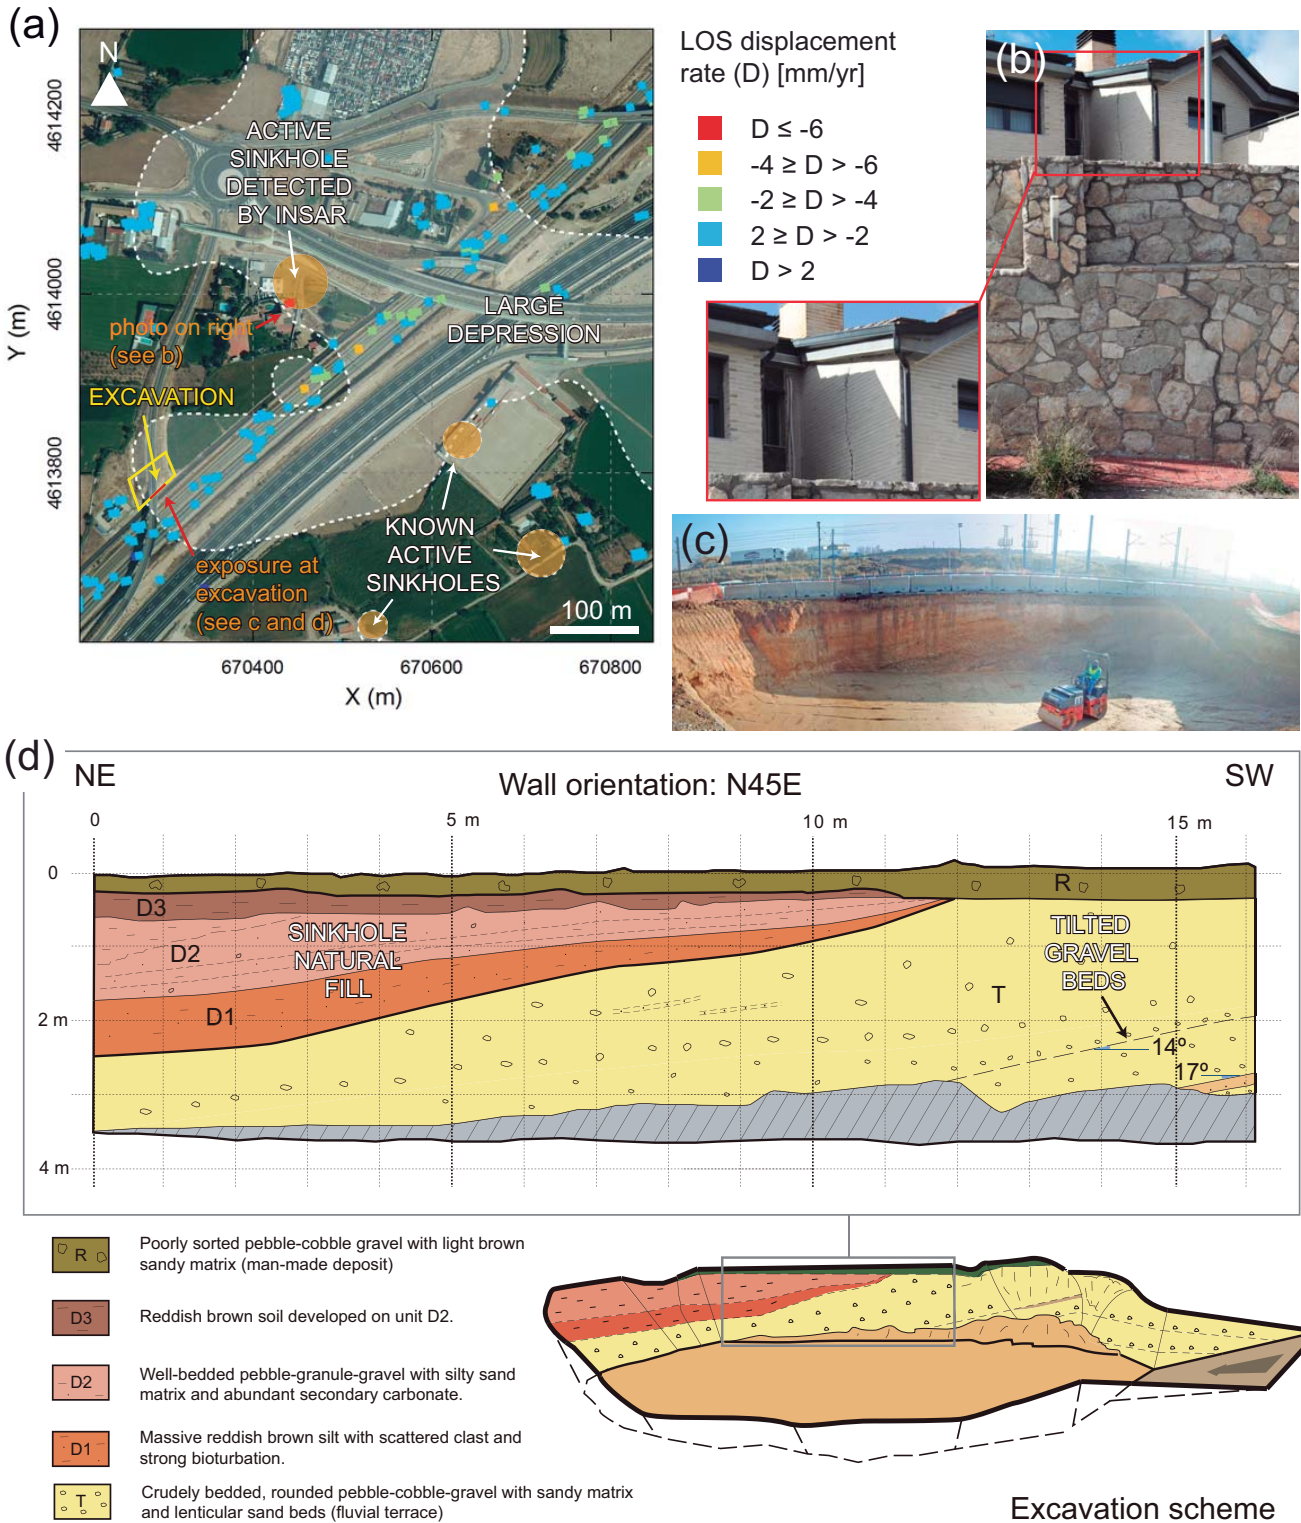 (a)
N
4614200
4614000
4613800
Y (m)
ACTIVE
SINKHOLE
DETECTED
BY INSAR
LARGE
DEPRESSION
photo on right
(see b)
EXCAVATION
KNOWN
ACTIVE
SINKHOLES
exposure at
excavation
(see c and d)
100 m
670400
670600
670800
X (m)
LOS displacement
rate (D) [mm/yr]
D ≤ -6
-4 ≥ D > -6
-2 ≥ D > -4
2 ≥ D > -2
D > 2
(b)
(c)
(d)
NE
Wall orientation: N45E
SW
0
5 m
10 m
15 m
0
2 m
4 m
R
D3
D2
D1
SINKHOLE
NATURAL
FILL
TILTED
GRAVEL
BEDS
T
14º
17º
R
Poorly sorted pebble-cobble gravel with light brown
sandy matrix (man-made deposit)
D3
Reddish brown soil developed on unit D2.
D2
Well-bedded pebble-granule-gravel with silty sand
matrix and abundant secondary carbonate.
D1
Massive reddish brown silt with scattered clast and
strong bioturbation.
T
Crudely bedded, rounded pebble-cobble-gravel with sandy matrix
and lenticular sand beds (fluvial terrace)
Excavation scheme